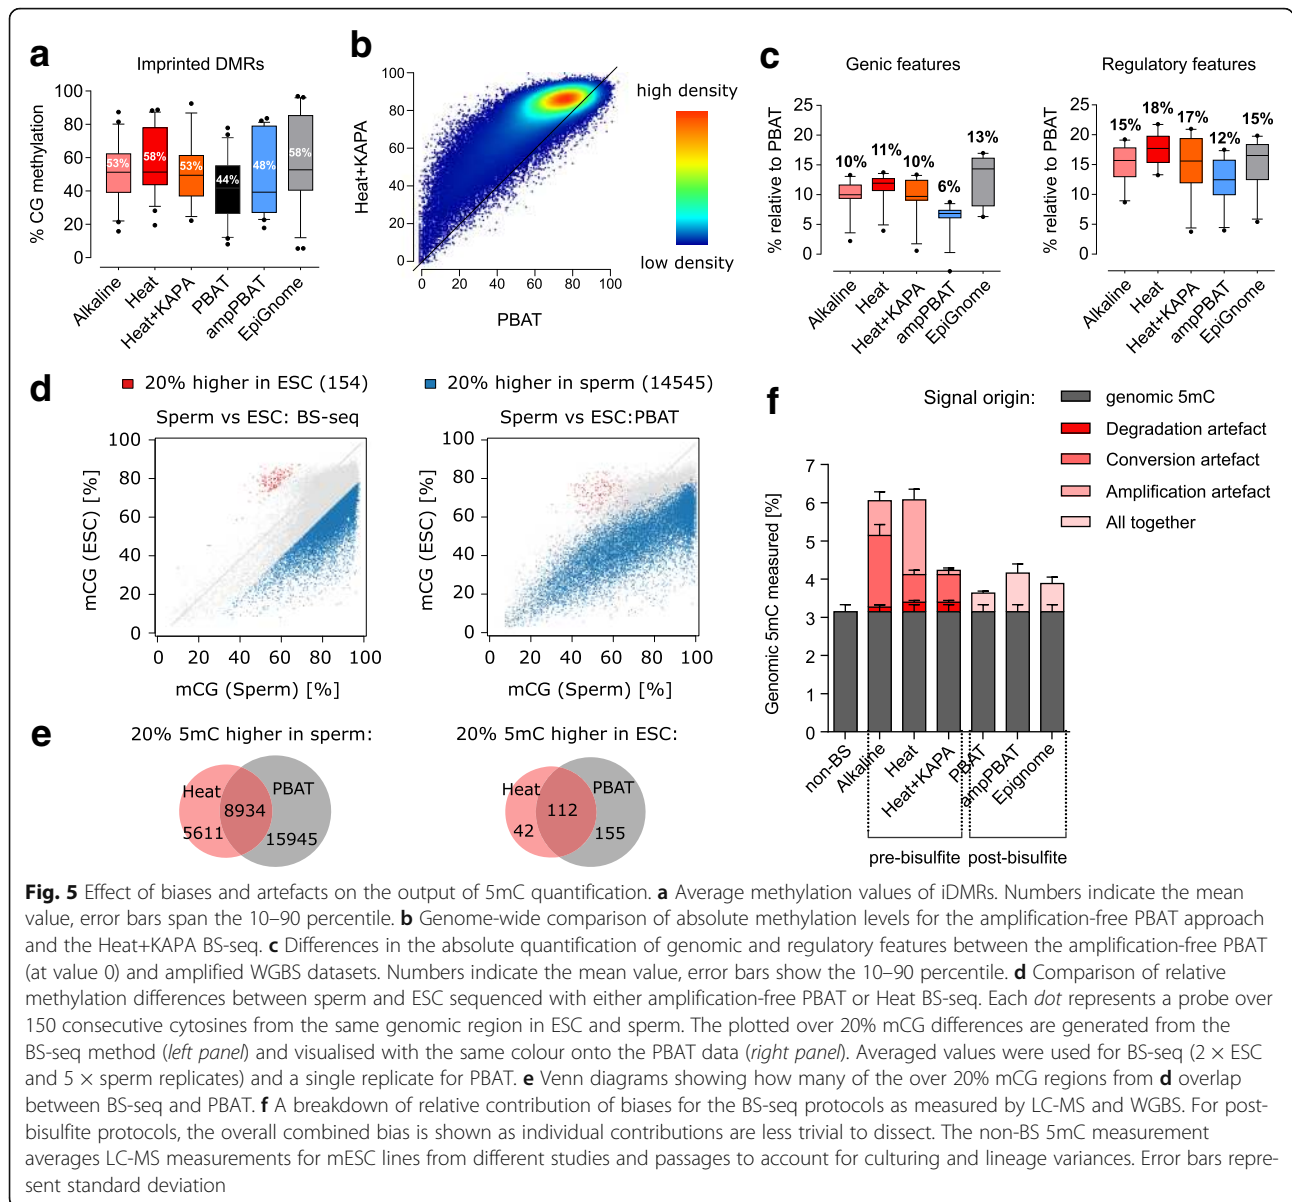 a
Imprinted DMRs
% CG methylation
100
80
60
40
20
0
53%
58%
53%
44%
48%
58%
Alkaline
Heat
Heat+KAPA
PBAT
ampPBAT
EpiGnome
b
Heat+KAPA
100
80
60
40
20
0
0 20 40 60 80 100
PBAT
high density
low density
c
Genic features
% relative to PBAT
25
20
15
10
5
0
10%
11%
10%
6%
13%
Alkaline
Heat
Heat+KAPA
ampPBAT
EpiGnome
Regulatory features
% relative to PBAT
25
20
15
10
5
0
15%
18%
17%
12%
15%
Alkaline
Heat
Heat+KAPA
ampPBAT
EpiGnome
d
20% higher in ESC (154)
20% higher in sperm (14545)
Sperm vs ESC: BS-seq
mCG (ESC) [%]
100
80
60
40
20
0
0 20 40 60 80 100
mCG (Sperm) [%]
Sperm vs ESC:PBAT
mCG (ESC) [%]
100
80
60
40
20
0
0 20 40 60 80 100
mCG (Sperm) [%]
e
20% 5mC higher in sperm:
Heat
PBAT
8934
5611
15945
20% 5mC higher in ESC:
Heat
PBAT
112
42
155
f
Signal origin:
genomic 5mC
Degradation artefact
Conversion artefact
Amplification artefact
All together
Genomic 5mC measured [%]
7
6
5
4
3
2
1
0
non-BS
Alkaline
Heat
Heat+KAPA
PBAT
ampPBAT
Epignome
pre-bisulfite
post-bisulfite
Fig. 5 Effect of biases and artefacts on the output of 5mC quantification. a Average methylation values of iDMRs. Numbers indicate the mean
value, error bars span the 10–90 percentile. b Genome-wide comparison of absolute methylation levels for the amplification-free PBAT approach
and the Heat+KAPA BS-seq. c Differences in the absolute quantification of genomic and regulatory features between the amplification-free PBAT
(at value 0) and amplified WGBS datasets. Numbers indicate the mean value, error bars show the 10–90 percentile. d Comparison of relative
methylation differences between sperm and ESC sequenced with either amplification-free PBAT or Heat BS-seq. Each dot represents a probe over
150 consecutive cytosines from the same genomic region in ESC and sperm. The plotted over 20% mCG differences are generated from the
BS-seq method (left panel) and visualised with the same colour onto the PBAT data (right panel). Averaged values were used for BS-seq (2 × ESC
and 5 × sperm replicates) and a single replicate for PBAT. e Venn diagrams showing how many of the over 20% mCG regions from d overlap
between BS-seq and PBAT. f A breakdown of relative contribution of biases for the BS-seq protocols as measured by LC-MS and WGBS. For post-
bisulfite protocols, the overall combined bias is shown as individual contributions are less trivial to dissect. The non-BS 5mC measurement
averages LC-MS measurements for mESC lines from different studies and passages to account for culturing and lineage variances. Error bars repre-
sent standard deviation